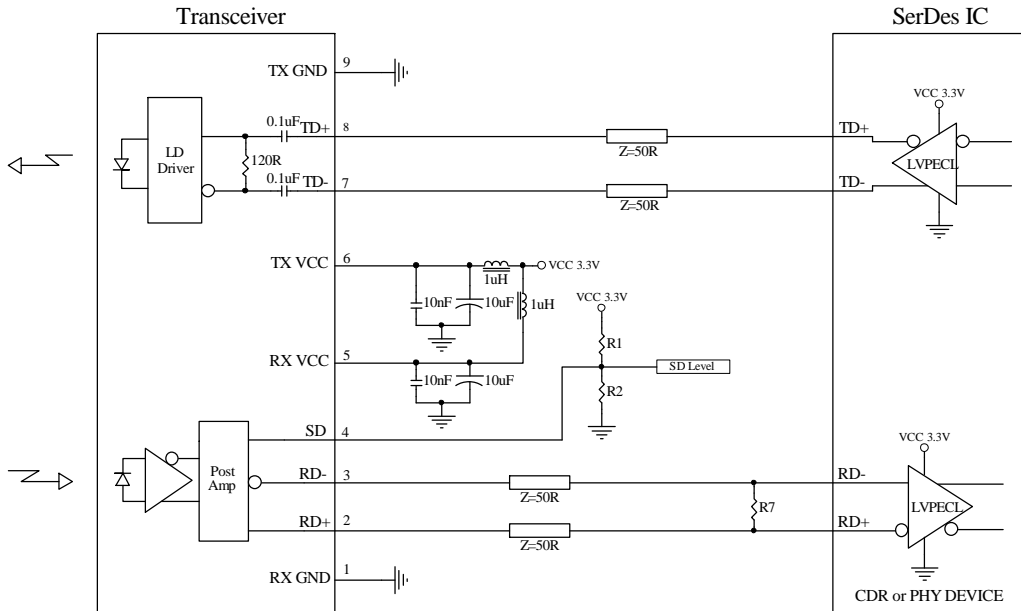 Transceiver
SerDes IC
TX GND
9
VCC 3.3V
0.1uF
TD+
8
TD+
LD
Driver
120R
Z=50R
LVPECL
0.1uF
TD-
7
TD-
Z=50R
TX VCC
6
VCC 3.3V
1uH
10nF
10uF
1uH
VCC 3.3V
R1
RX VCC
5
SD Level
10nF
10uF
R2
SD
4
VCC 3.3V
Post
Amp
RD-
3
RD-
Z=50R
R7
LVPECL
RD+
2
RD+
Z=50R
RX GND
1
CDR or PHY DEVICE